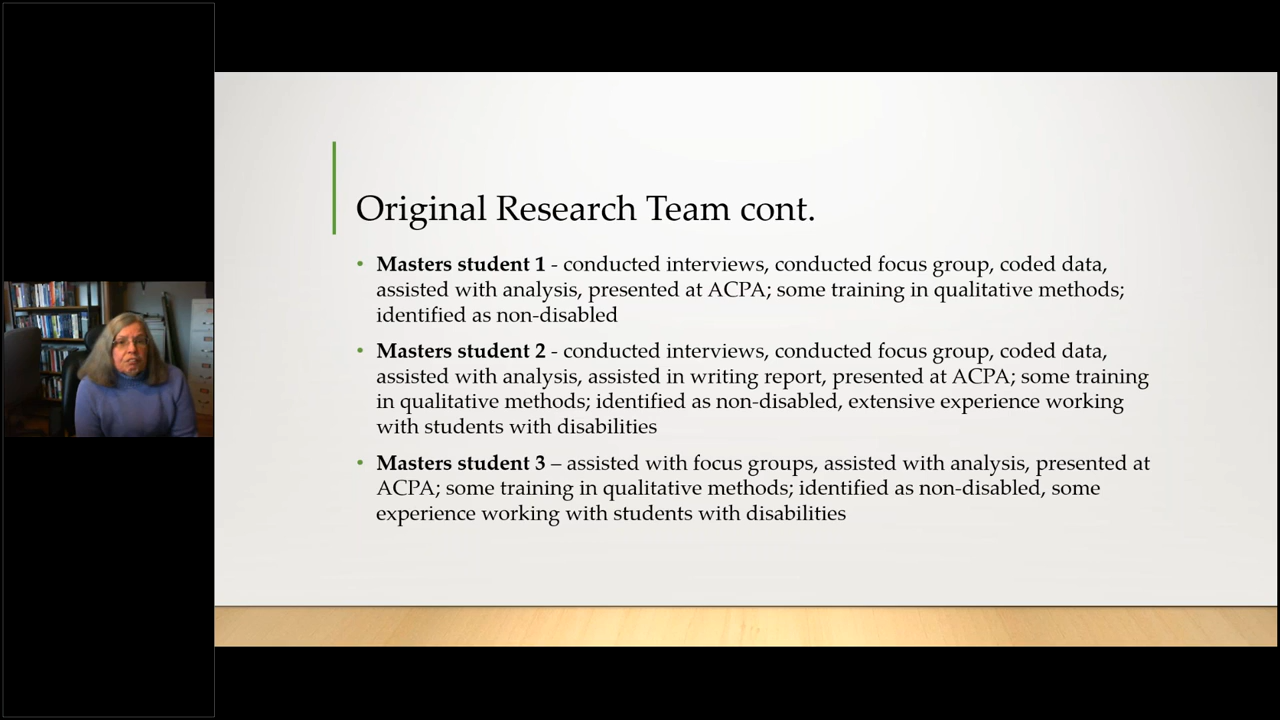 Original Research Team cont.
• Masters student 1 - conducted interviews, conducted focus group, coded data,
assisted with analysis, presented at ACPA; some training in qualitative methods;
identified as non-disabled
• Masters student 2 - conducted interviews, conducted focus group, coded data,
assisted with analysis, assisted in writing report, presented at ACPA; some training
in qualitative methods; identified as non-disabled, extensive experience working
with students with disabilities
• Masters student 3 – assisted with focus groups, assisted with analysis, presented at
ACPA; some training in qualitative methods; identified as non-disabled, some
experience working with students with disabilities